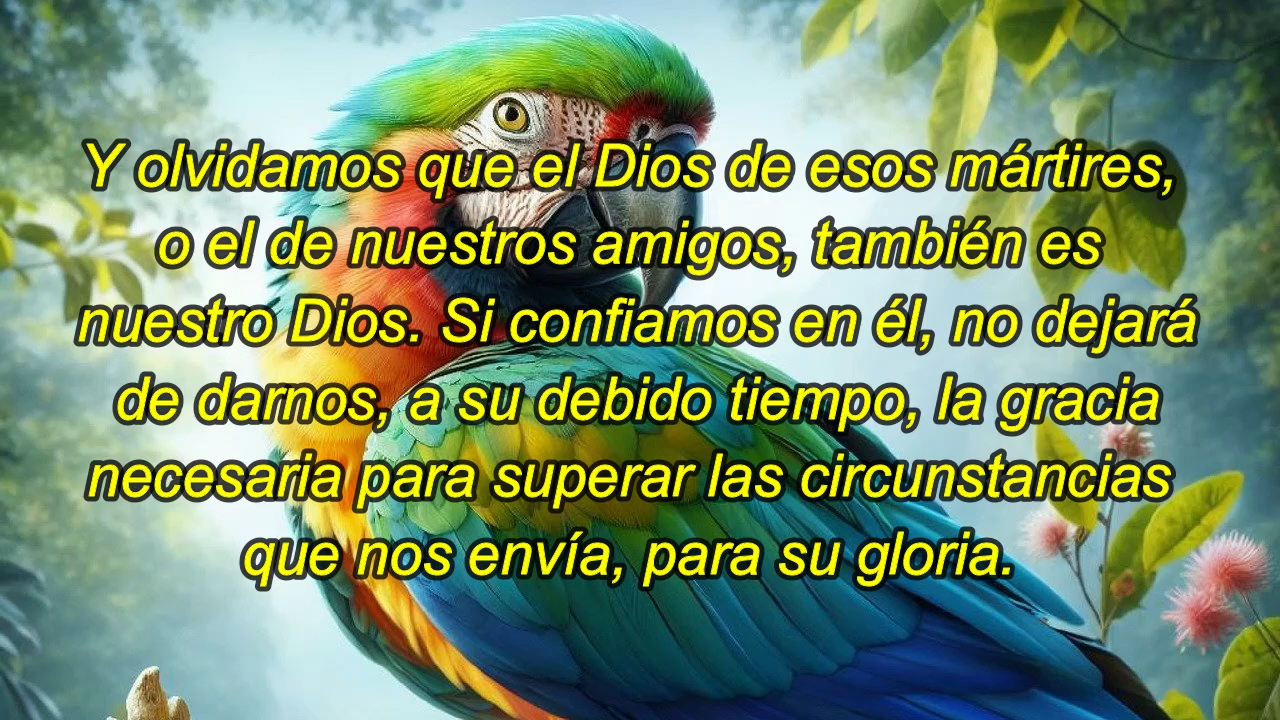 Y olvidamos que el Dios de esos mártires,
o el de nuestros amigos, también es
nuestro Dios. Si confiamos en él, no dejará
de darnos, a su debido tiempo, la gracia
necesaria para superar las circunstancias
que nos envía, para su gloria.